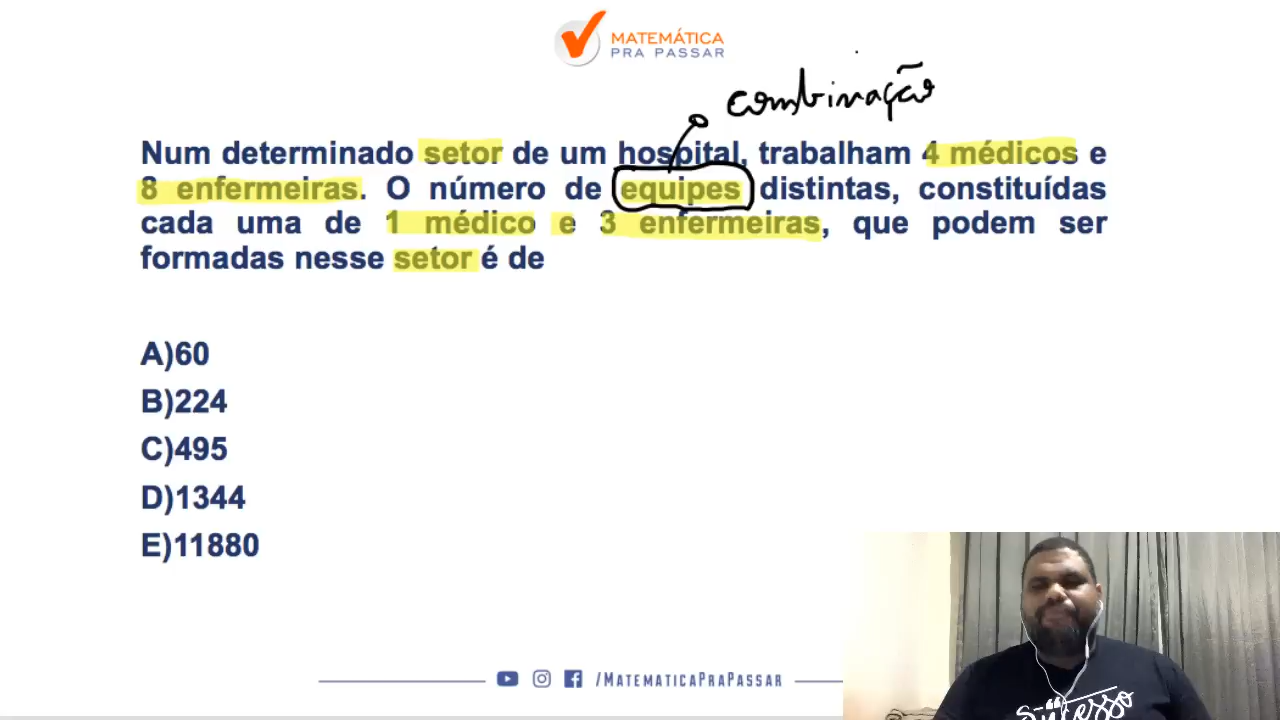 MATEMÁTICA
PRA PASSAR
combinação
Num determinado setor de um hospital, trabalham 4 médicos e
8 enfermeiras. O número de equipes distintas, constituídas
cada uma de 1 médico e 3 enfermeiras, que podem ser
formadas nesse setor é de
A)60
B)224
C)495
D)1344
E)11880
/MATEMATICAPRAPASSAR
Sucesso